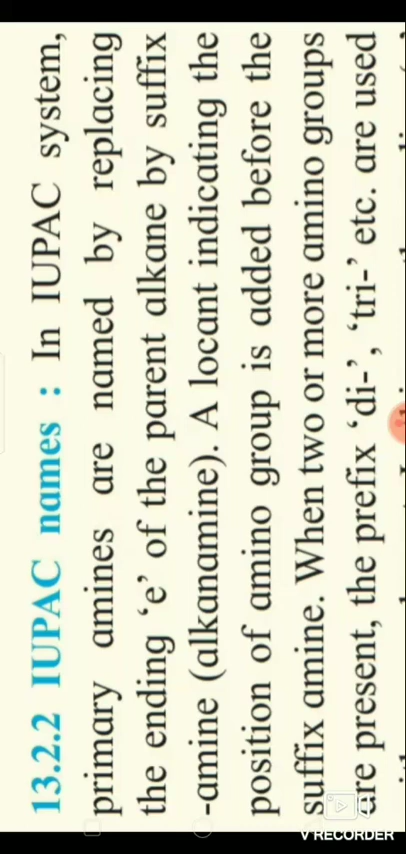 13.2.2 IUPAC names : In IUPAC system,
primary amines are named by replacing
the ending ‘e’ of the parent alkane by suffix
-amine (alkanamine). A locant indicating the
position of amino group is added before the
suffix amine. When two or more amino groups
are present, the prefix ‘di-’, ‘tri-’ etc. are used
V RECORDER